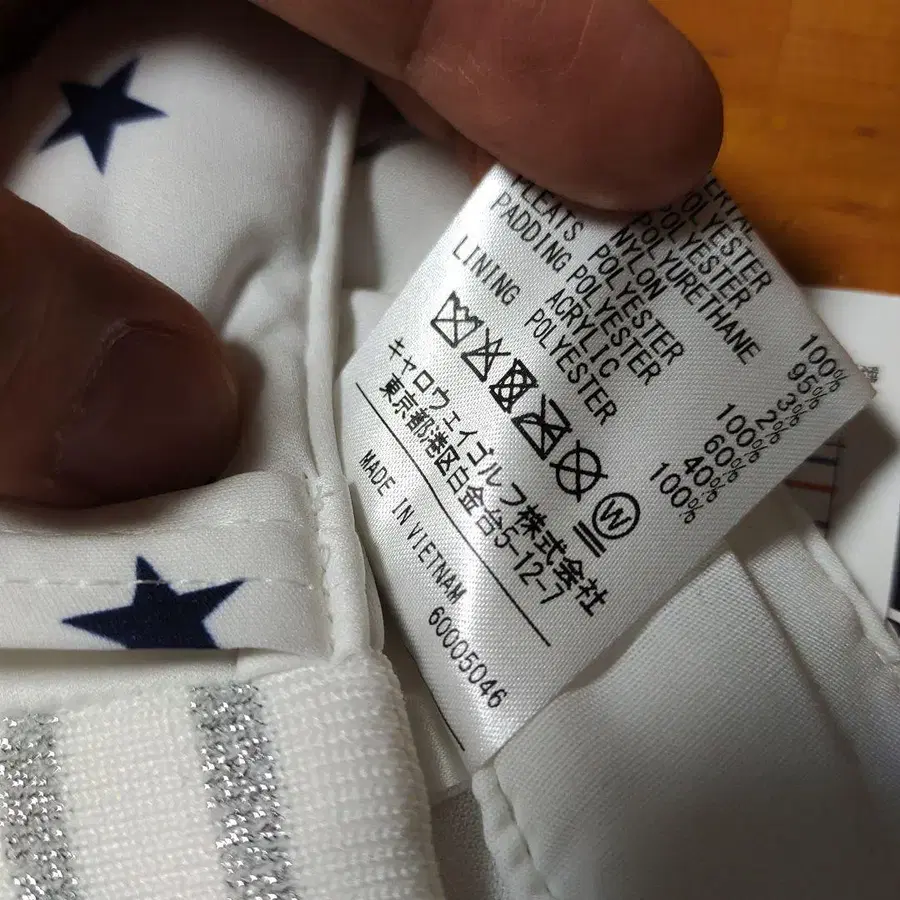 POLYESTER 100%
POLYESTER 95%
POLYURETHANE 3%
NYLON 2%
PLEATS POLYESTER 100%
PADDING POLYESTER 60%
ACRYLIC 40%
LINING POLYESTER 100%
W
キャロウェイゴルフ株式会社
東京都港区白金台5-12-7
MADE IN VIETNAM 60005046